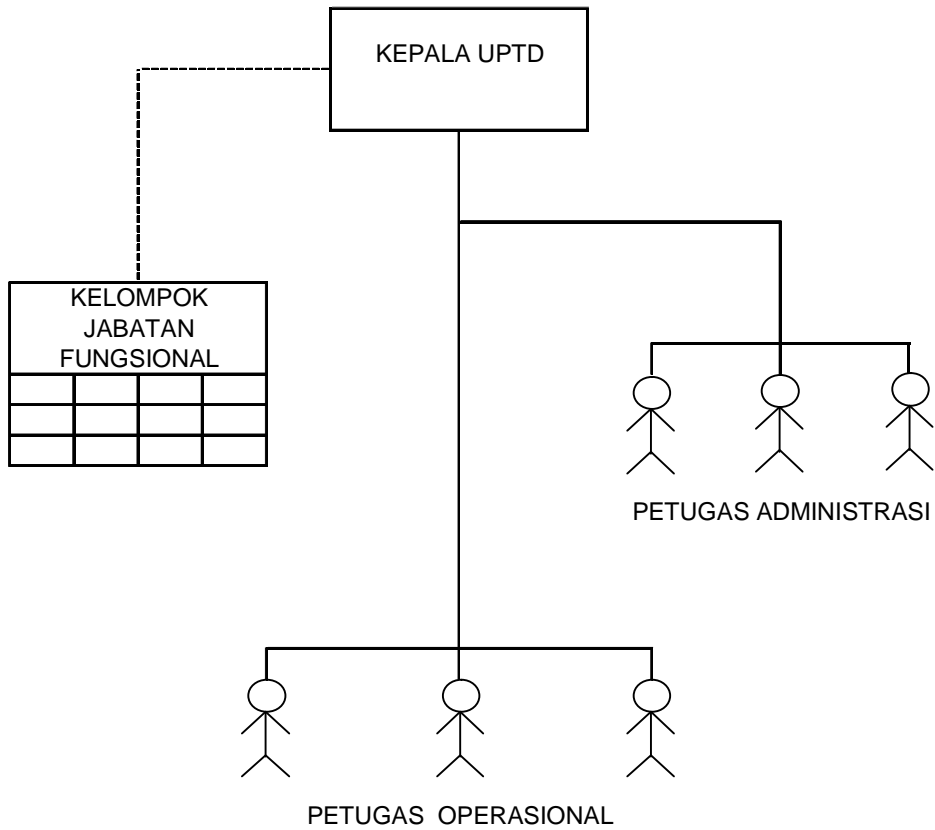 KEPALA UPTD
KELOMPOK
JABATAN
FUNGSIONAL
PETUGAS ADMINISTRASI
PETUGAS OPERASIONAL